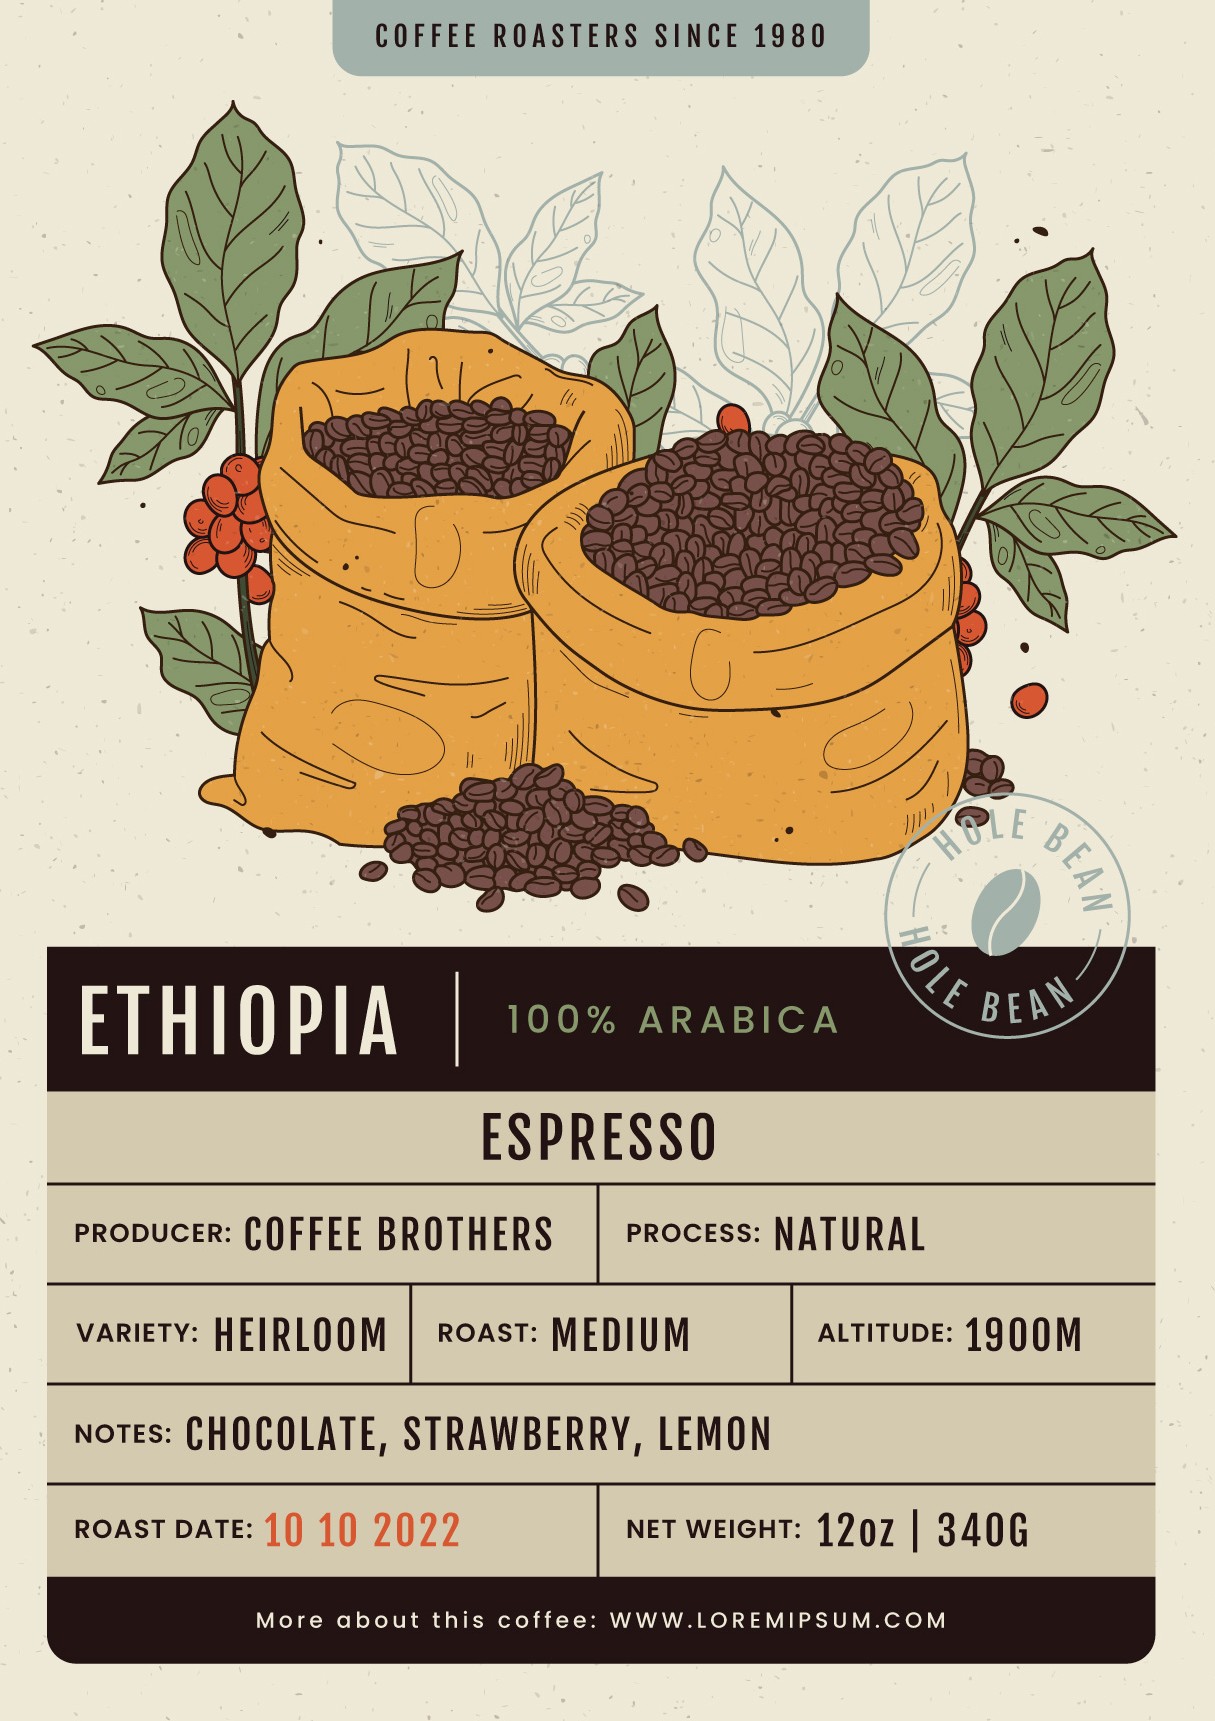 COFFEE ROASTERS SINCE 1980
HOLE BEAN
HOLE BEAN
ETHIOPIA
100% ARABICA
ESPRESSO
PRODUCER: COFFEE BROTHERS
PROCESS: NATURAL
VARIETY: HEIRLOOM
ROAST: MEDIUM
ALTITUDE: 1900M
NOTES: CHOCOLATE, STRAWBERRY, LEMON
ROAST DATE: 10 10 2022
NET WEIGHT: 12oz | 340G
More about this coffee: WWW.LOREMIPSUM.COM